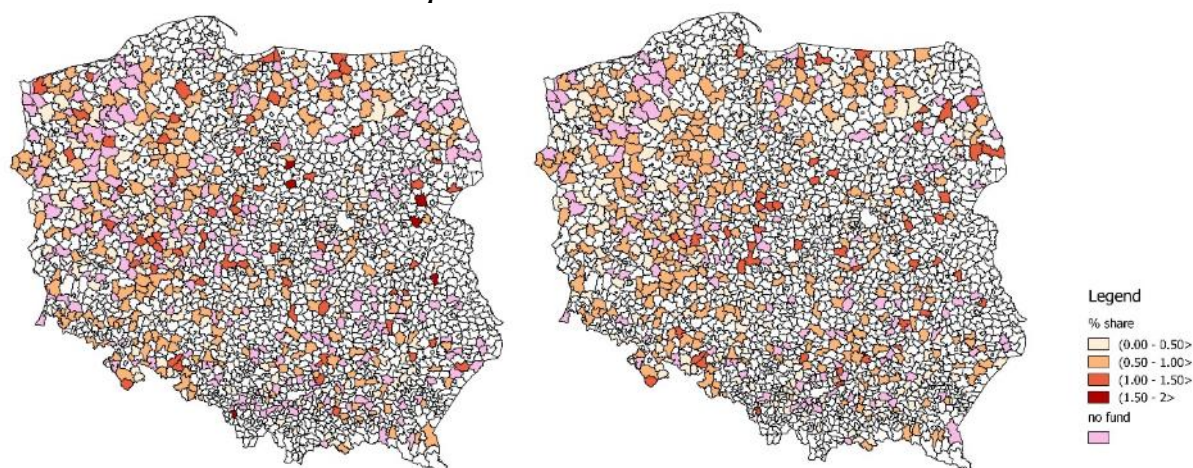 Legend
% share
(0.00 - 0.50>
(0.50 - 1.00>
(1.00 - 1.50>
(1.50 - 2>
no fund